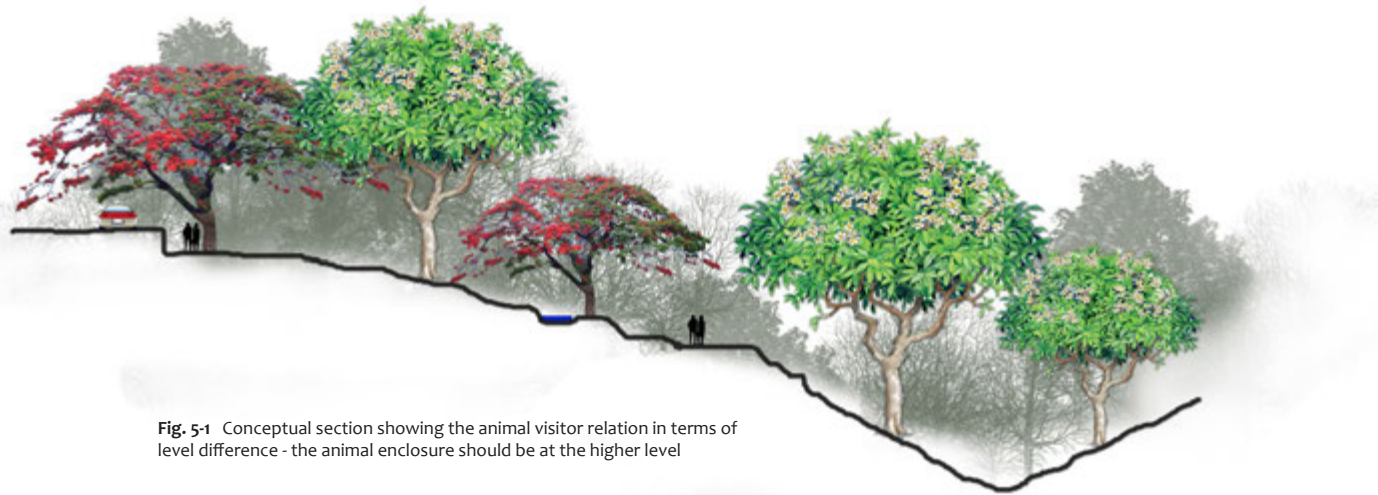 Fig. 5-1 Conceptual section showing the animal visitor relation in terms of
level difference - the animal enclosure should be at the higher level